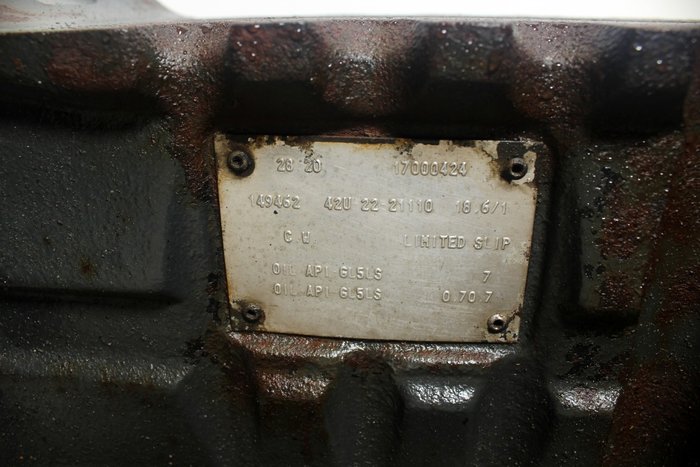 28 20 17000424
149462 42U 22-21110 18.6/1
C.W. LIMITED SLIP
OIL API GL5LS 7
OIL API GL5LS 0.70.7